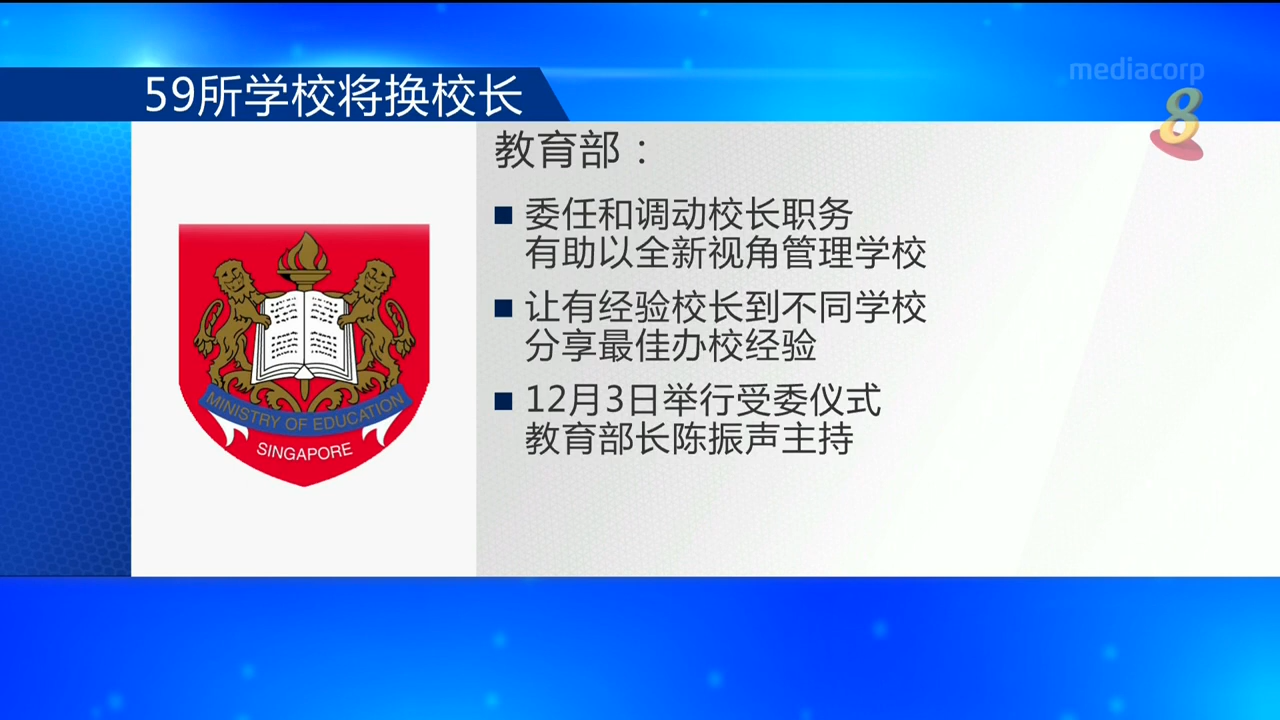 mediacorp
8
59所学校将换校长
教育部：
委任和调动校长职务
有助以全新视角管理学校
让有经验校长到不同学校
分享最佳办校经验
12月3日举行受委仪式
教育部长陈振声主持
MINISTRY OF EDUCATION
SINGAPORE